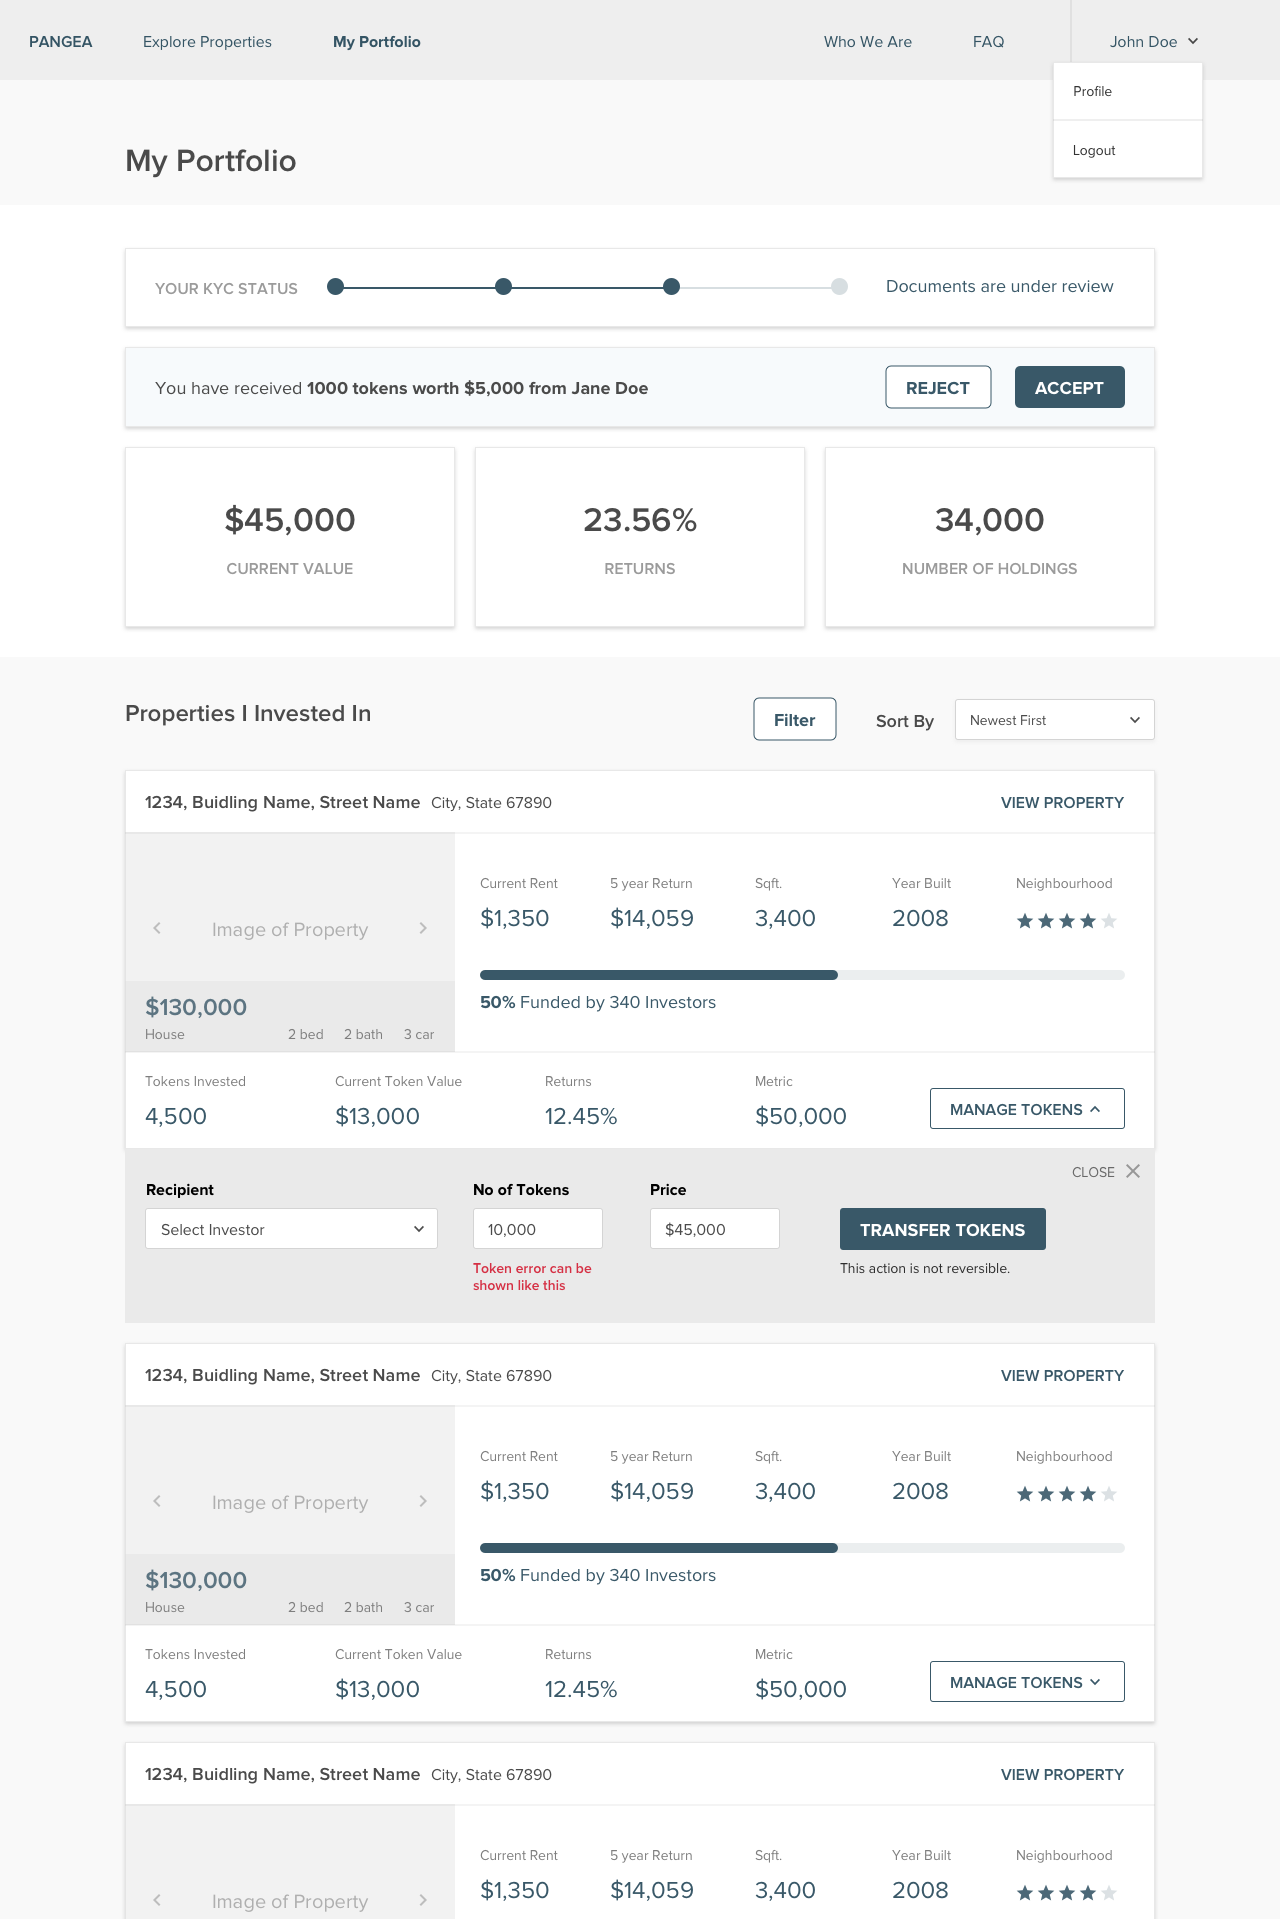 PANGEA Explore Properties My Portfolio Who We Are FAQ John Doe
Profile
Logout
My Portfolio
YOUR KYC STATUS Documents are under review
You have received 1000 tokens worth $5,000 from Jane Doe REJECT ACCEPT
$45,000 23.56% 34,000
CURRENT VALUE RETURNS NUMBER OF HOLDINGS
Properties I Invested In Filter Sort By Newest First
1234, Buidling Name, Street Name City, State 67890 VIEW PROPERTY
Current Rent 5 year Return Sqft. Year Built Neighbourhood
$1,350 $14,059 3,400 2008
Image of Property
50% Funded by 340 Investors
$130,000
House 2 bed 2 bath 3 car
Tokens Invested Current Token Value Returns Metric
4,500 $13,000 12.45% $50,000 MANAGE TOKENS
CLOSE
Recipient No of Tokens Price
Select Investor 10,000 $45,000 TRANSFER TOKENS
Token error can be This action is not reversible.
shown like this
1234, Buidling Name, Street Name City, State 67890 VIEW PROPERTY
Current Rent 5 year Return Sqft. Year Built Neighbourhood
$1,350 $14,059 3,400 2008
Image of Property
50% Funded by 340 Investors
$130,000
House 2 bed 2 bath 3 car
Tokens Invested Current Token Value Returns Metric
4,500 $13,000 12.45% $50,000 MANAGE TOKENS
1234, Buidling Name, Street Name City, State 67890 VIEW PROPERTY
Current Rent 5 year Return Sqft. Year Built Neighbourhood
$1,350 $14,059 3,400 2008
Image of Property